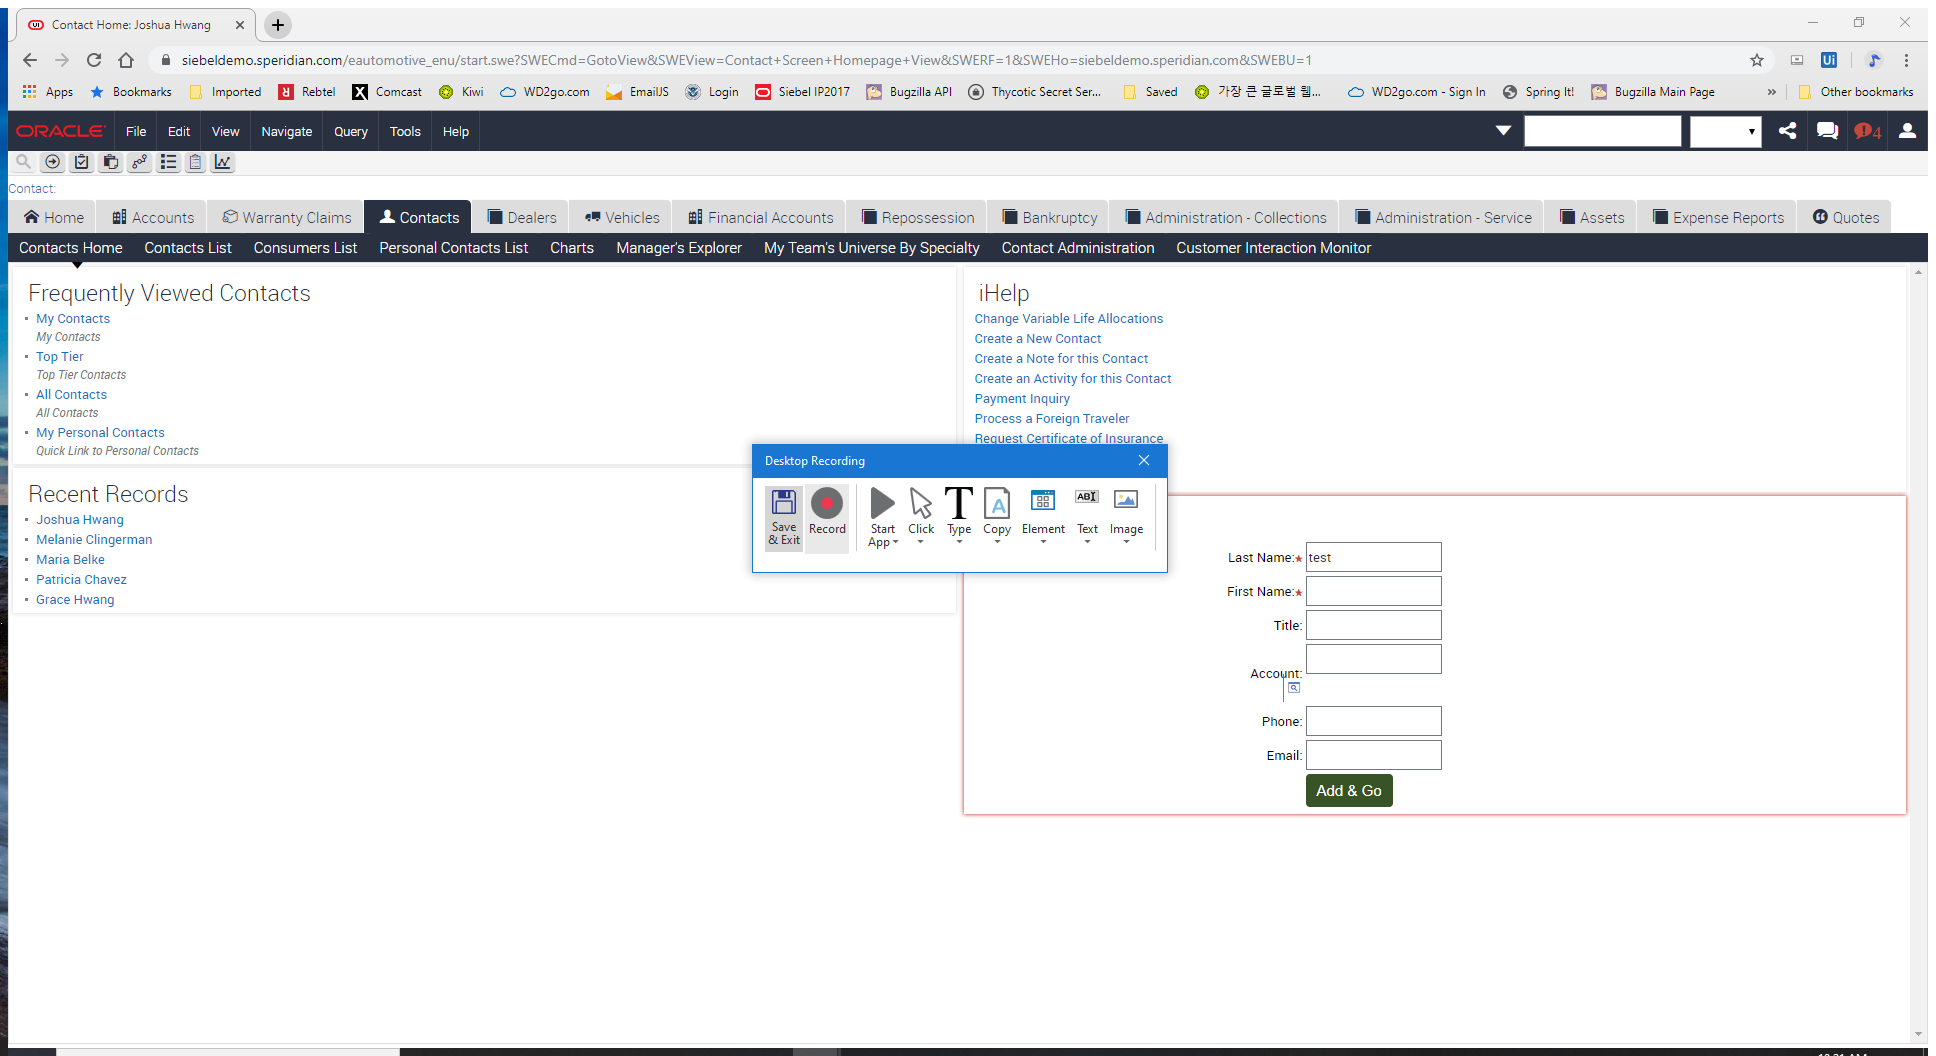 Contact Home: Joshua Hwang
siebeldemo.speridian.com/eautomotive_enu/start.swe?SWECmd=GotoView&SWEView=Contact+Screen+Homepage+View&SWERF=1&SWEHo=siebeldemo.speridian.com&SWEBU=1
Ui
Apps Bookmarks Imported Rebtel Comcast Kiwi WD2go.com EmailJS Login Siebel IP2017 Bugzilla API Thycotic Secret Ser... Saved 가장 큰 글로벌 웹... WD2go.com - Sign In Spring It! Bugzilla Main Page » Other bookmarks
ORACLE File Edit View Navigate Query Tools Help 4
Contact:
Home Accounts Warranty Claims Contacts Dealers Vehicles Financial Accounts Repossession Bankruptcy Administration - Collections Administration - Service Assets Expense Reports Quotes
Contacts Home Contacts List Consumers List Personal Contacts List Charts Manager's Explorer My Team's Universe By Specialty Contact Administration Customer Interaction Monitor
Frequently Viewed Contacts
My Contacts
My Contacts
Top Tier
Top Tier Contacts
All Contacts
All Contacts
My Personal Contacts
Quick Link to Personal Contacts
Recent Records
Joshua Hwang
Melanie Clingerman
Maria Belke
Patricia Chavez
Grace Hwang
iHelp
Change Variable Life Allocations
Create a New Contact
Create a Note for this Contact
Create an Activity for this Contact
Payment Inquiry
Process a Foreign Traveler
Request Certificate of Insurance
Desktop Recording
Save & Exit
Record
Start App
Click
T Type
A Copy
Element
ABI Text
Image
Last Name:* test
First Name:*
Title:
Account:
Phone:
Email:
Add & Go